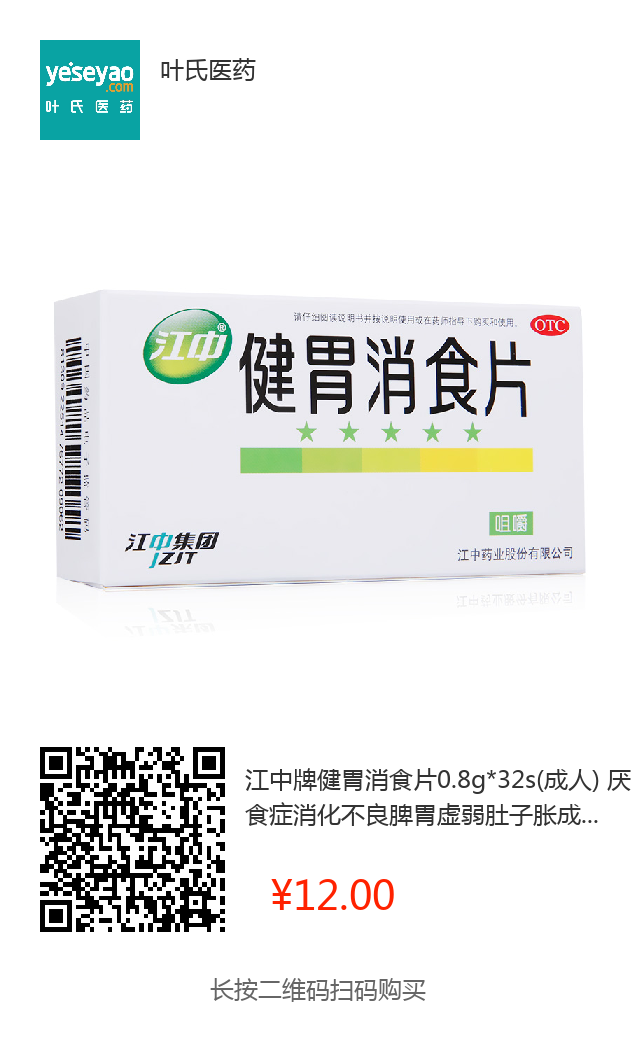 yeseyao
.com
叶氏医药
叶氏医药
请仔细阅读说明书并按说明使用或在药师指导下购买和使用。
OTC
江中®
健胃消食片
咀嚼
江中集团
JZJT
江中药业股份有限公司
江中牌健胃消食片0.8g*32s(成人) 厌
食症消化不良脾胃虚弱肚子胀成...
¥12.00
长按二维码扫码购买